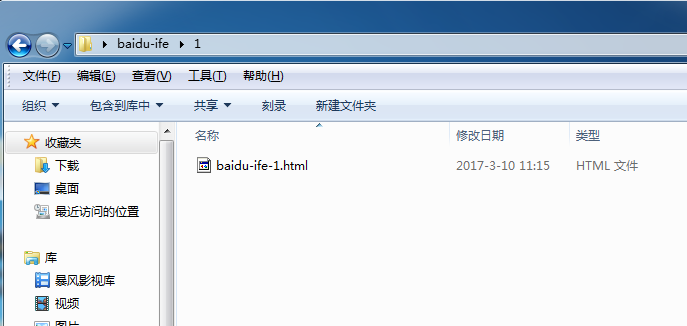 baidu-ife 1
文件(F) 编辑(E) 查看(V) 工具(T) 帮助(H)
组织 包含到库中 共享 刻录 新建文件夹
收藏夹
下载
桌面
最近访问的位置
库
暴风影视库
视频
图片
名称 修改日期 类型
baidu-ife-1.html 2017-3-10 11:15 HTML 文件